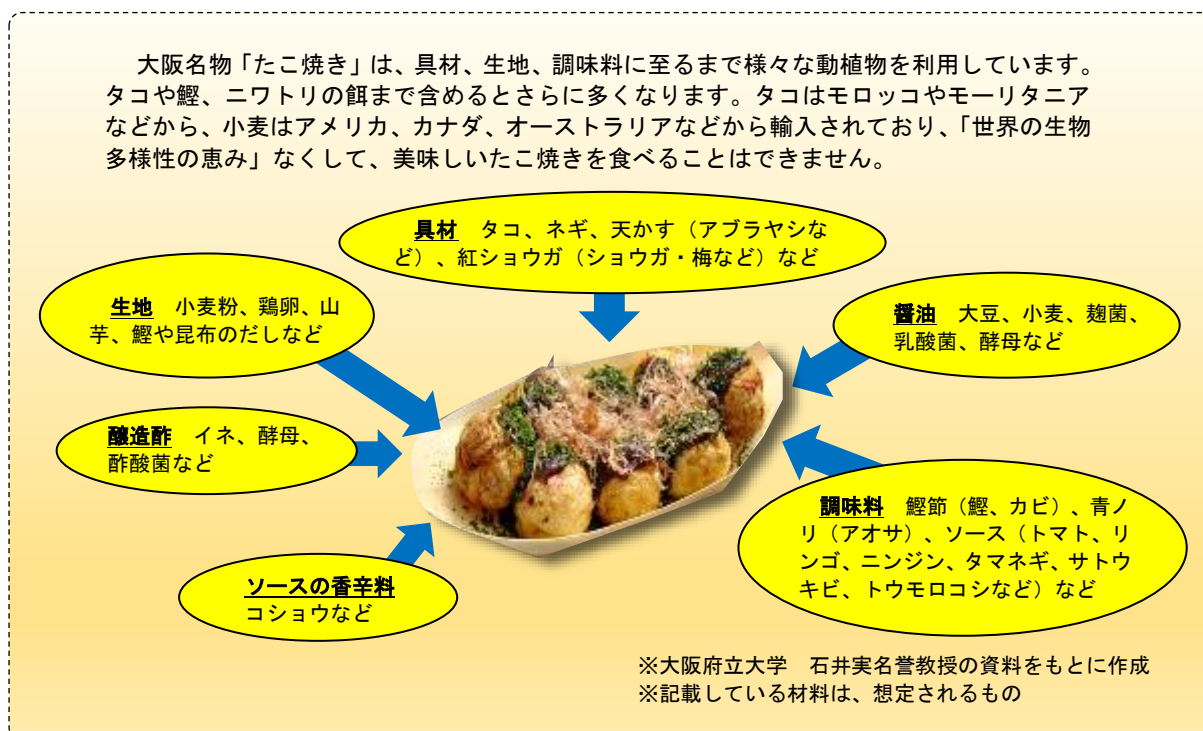 大阪名物「たこ焼き」は、具材、生地、調味料に至るまで様々な動植物を利用しています。
タコや鰹、ニワトリの餌まで含めるとさらに多くなります。タコはモロッコやモーリタニア
などから、小麦はアメリカ、カナダ、オーストラリアなどから輸入されており、「世界の生物
多様性の恵み」なくして、美味しいたこ焼きを食べることはできません。
具材　タコ、ネギ、天かす（アブラヤシな
ど）、紅ショウガ（ショウガ・梅など）など
生地　小麦粉、鶏卵、山
芋、鰹や昆布のだしなど
醤油　大豆、小麦、麹菌、
乳酸菌、酵母など
醸造酢　イネ、酵母、
酢酸菌など
調味料　鰹節（鰹、カビ）、青ノ
リ（アオサ）、ソース（トマト、リ
ンゴ、ニンジン、タマネギ、サトウ
キビ、トウモロコシなど）など
ソースの香辛料
コショウなど
※大阪府立大学　石井実名誉教授の資料をもとに作成
※記載している材料は、想定されるもの